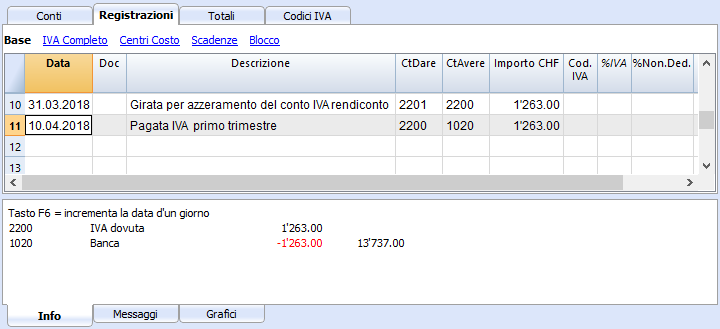 Conti Registrazioni Totali Codici IVA
Base IVA Completo Centri Costo Scadenze Blocco
Data Doc Descrizione CtDare CtAvere Importo CHF Cod. IVA %IVA %Non.Ded.
10 31.03.2018 Girata per azzeramento del conto IVA rendiconto 2201 2200 1'263.00
11 10.04.2018 Pagata IVA primo trimestre 2200 1020 1'263.00
12
13
Tasto F6 = incrementa la data d'un giorno
2200 IVA dovuta 1'263.00
1020 Banca -1'263.00 13'737.00
Info Messaggi Grafici